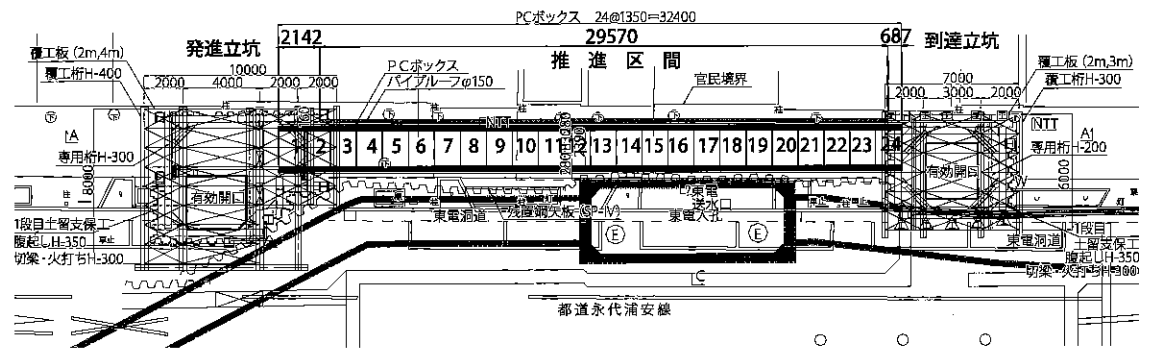 PCボックス 24@1350=32400
2142
29570
687
発進立坑
推進区間
到達立坑
覆工板(2m,4m)
覆工桁H-400
10000
2000
4000
2000
2000
PCボックス
パイプルーフφ150
官民境界
覆工板(2m,3m)
覆工桁H-300
7000
2000
3000
2000
NTT
NTT
A1
専用桁H-300
専用桁H-200
1 2 3 4 5 6 7 8 9 10 11 12 13 14 15 16 17 18 19 20 21 22 23 24
8000
6000
有効開口
有効開口
1段目土留支保工
腹起しH-350
切梁・火打ちH-300
東電洞道
残置鋼矢板(SP-Ⅳ)
東電
送水
東電人孔
E
E
東電洞道
1段目
土留支保工
腹起しH-350
切梁・火打ちH-300
都道永代浦安線